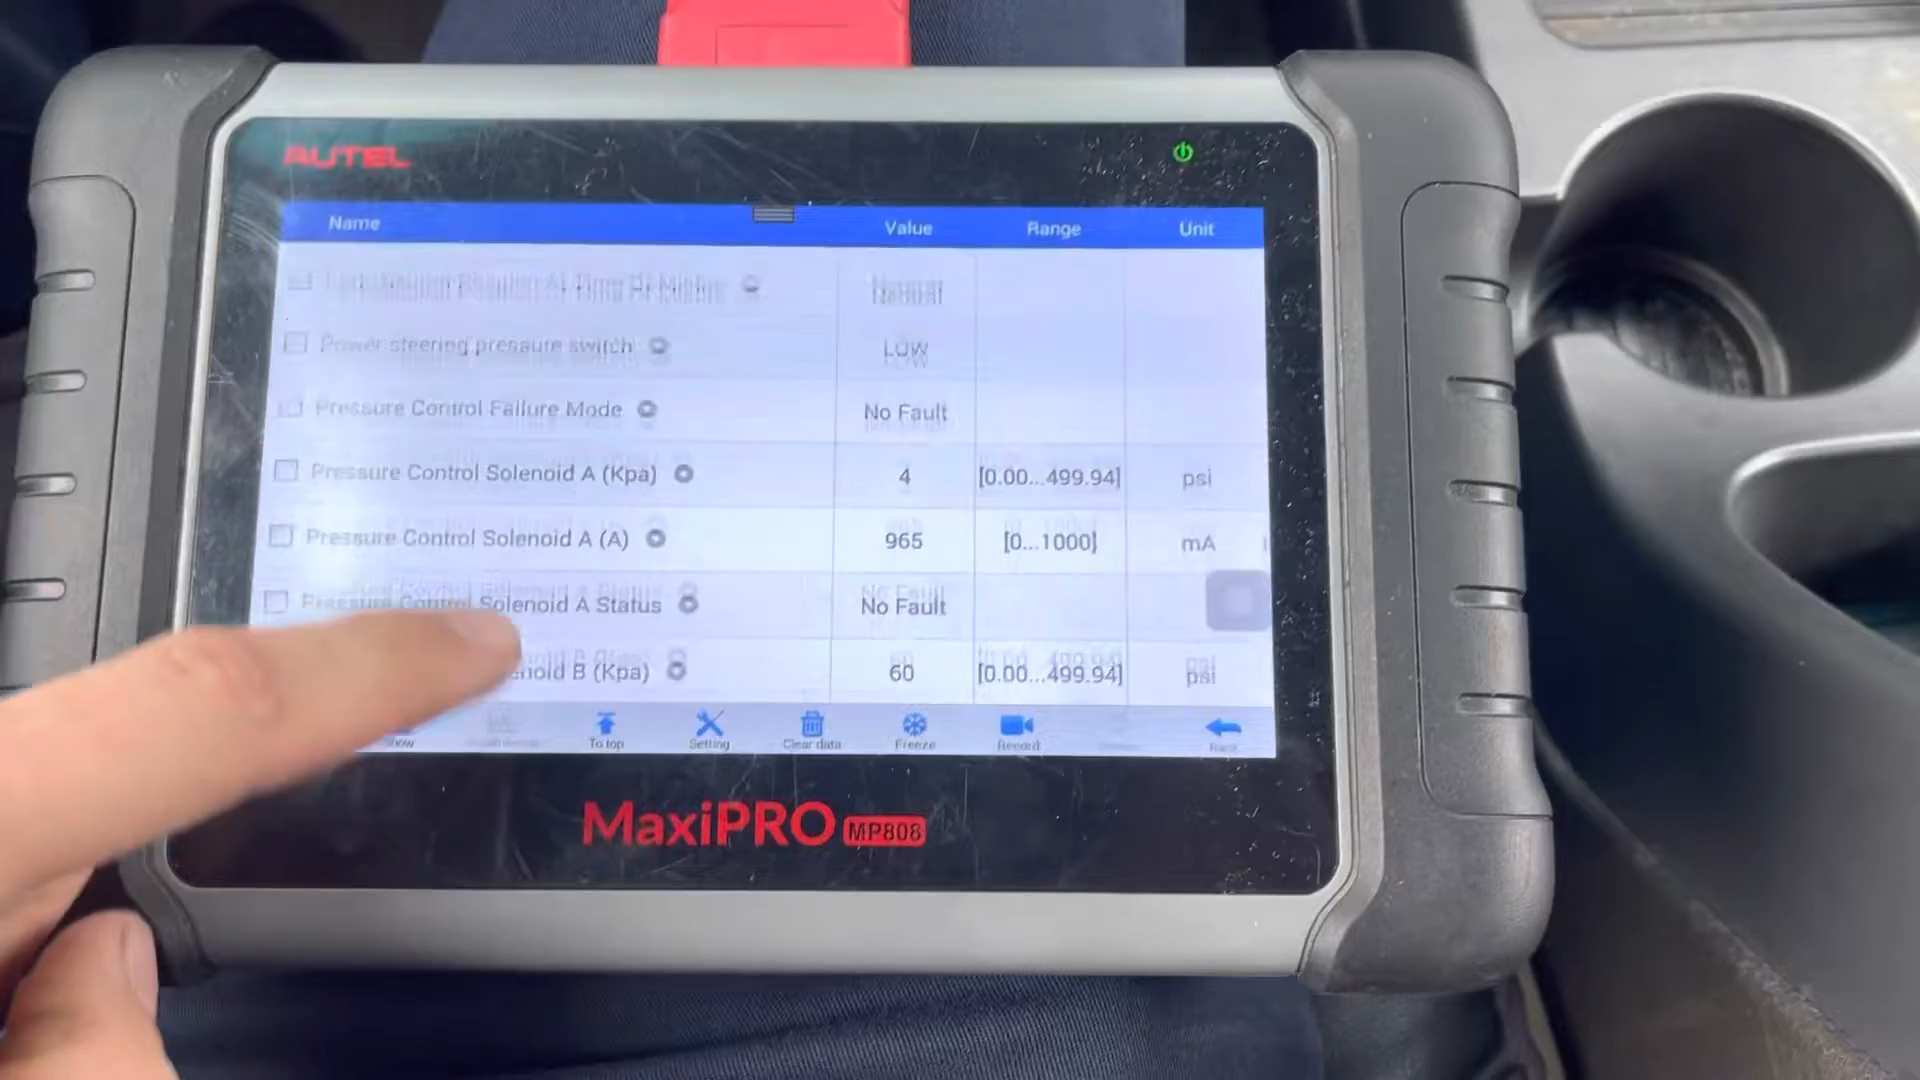 AUTEL
Name Value Range Unit
Power steering pressure switch LOW
Pressure Control Failure Mode No Fault
Pressure Control Solenoid A (Kpa) 4 [0.00...499.94] psi
Pressure Control Solenoid A (A) 965 [0...1000] mA
Pressure Control Solenoid A Status No Fault
enoid B (Kpa) 60 [0.00...499.94] psi
Show To top Setting Clear data Freeze Record Back
MaxiPRO MP808